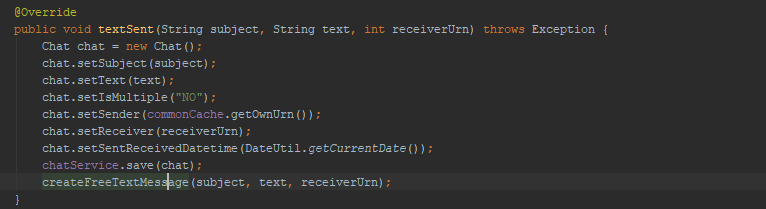 @Override
public void textSent(String subject, String text, int receiverUrn) throws Exception {
Chat chat = new Chat();
chat.setSubject(subject);
chat.setText(text);
chat.setIsMultiple("NO");
chat.setSender(commonCache.getOwnUrn());
chat.setReceiver(receiverUrn);
chat.setSentReceivedDatetime(DateUtil.getCurrentDate());
chatService.save(chat);
createFreeTextMessage(subject, text, receiverUrn);
}